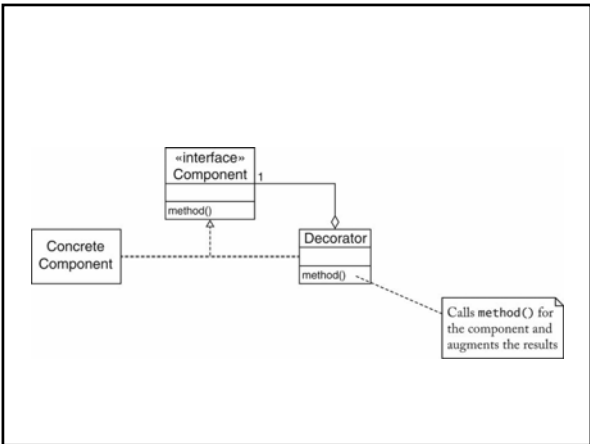 «interface»
Component
1
method()
Concrete
Component
Decorator
method()
Calls method() for
the component and
augments the results